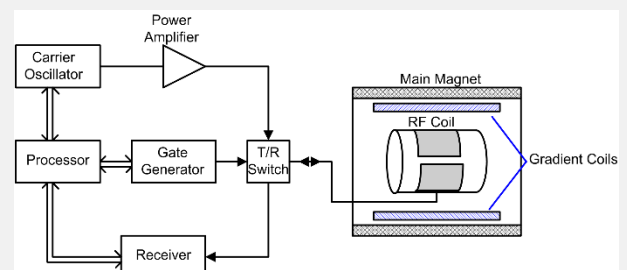 Power
Amplifier
Carrier
Oscillator
Main Magnet
RF Coil
Processor
Gate
Generator
T/R
Switch
Gradient Coils
Receiver